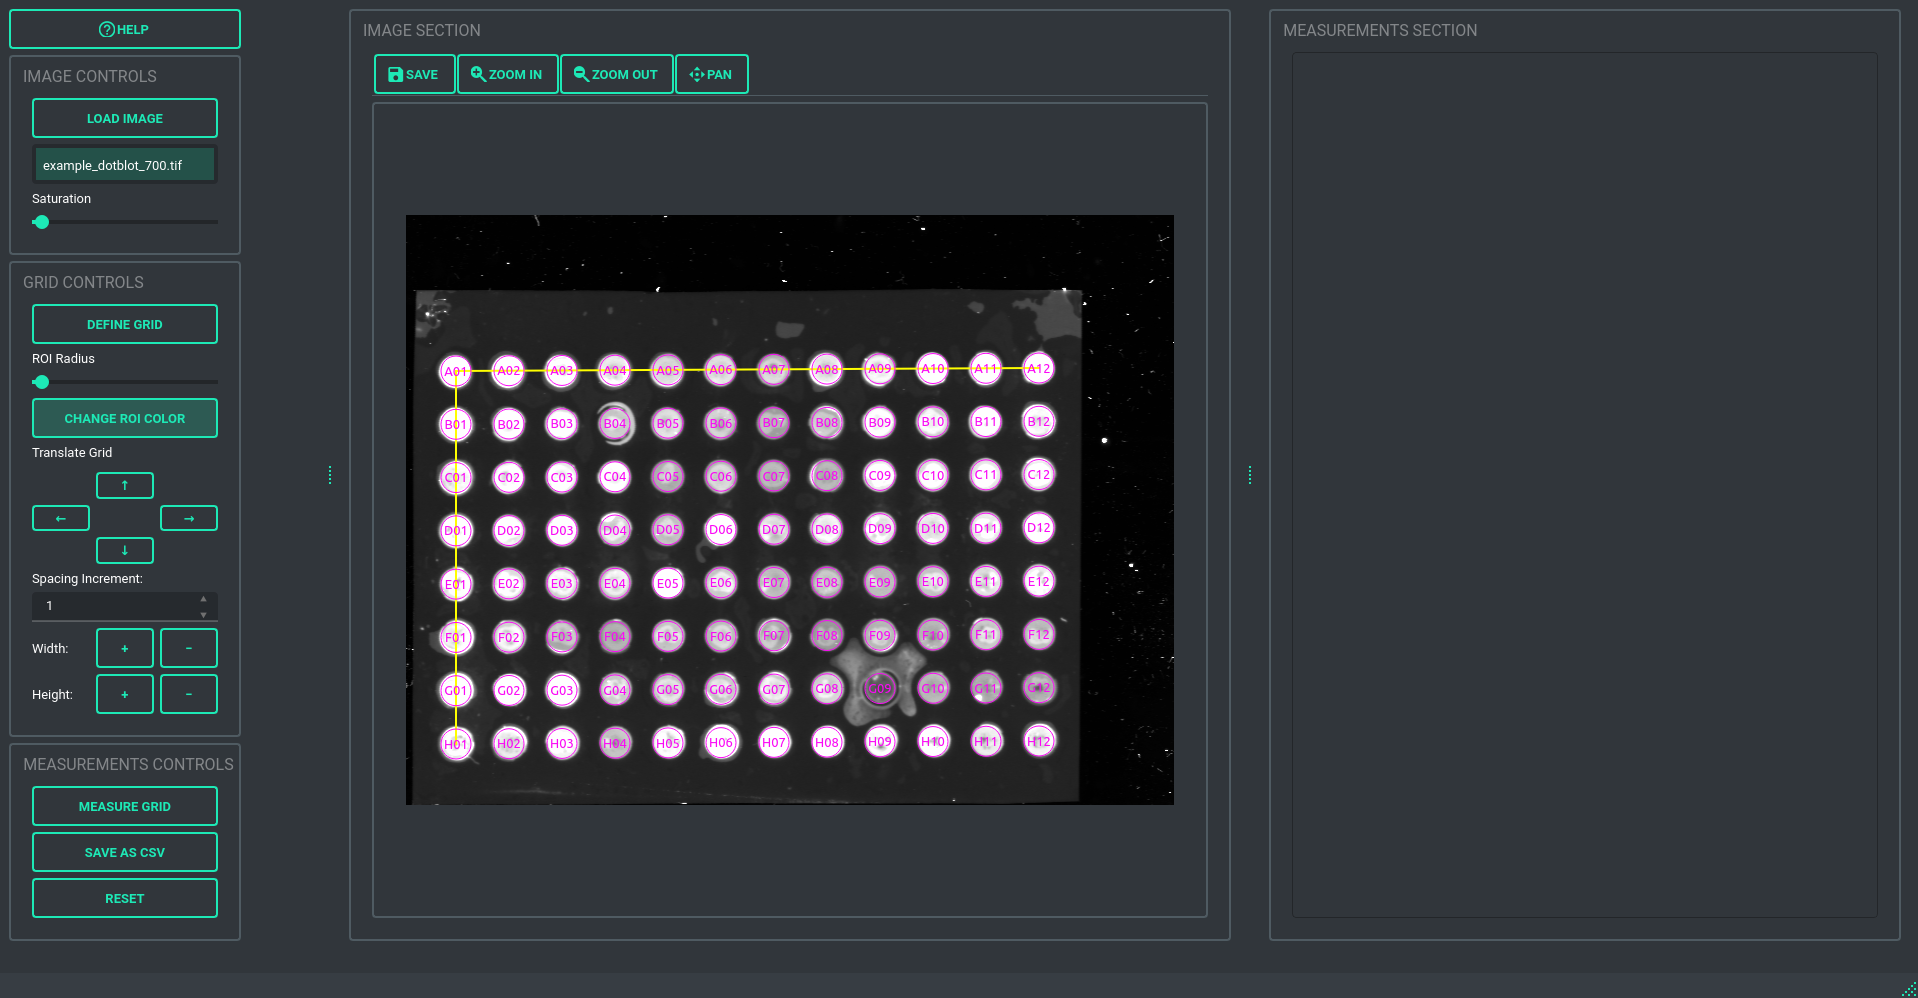 HELP
IMAGE CONTROLS
LOAD IMAGE
example_dotblot_700.tif
Saturation
GRID CONTROLS
DEFINE GRID
ROI Radius
CHANGE ROI COLOR
Translate Grid
↑
← →
↓
Spacing Increment:
1
Width: + -
Height: + -
MEASUREMENTS CONTROLS
MEASURE GRID
SAVE AS CSV
RESET
IMAGE SECTION
SAVE ZOOM IN ZOOM OUT PAN
A01 A02 A03 A04 A05 A06 A07 A08 A09 A10 A11 A12
B01 B02 B03 B04 B05 B06 B07 B08 B09 B10 B11 B12
C01 C02 C03 C04 C05 C06 C07 C08 C09 C10 C11 C12
D01 D02 D03 D04 D05 D06 D07 D08 D09 D10 D11 D12
E01 E02 E03 E04 E05 E06 E07 E08 E09 E10 E11 E12
F01 F02 F03 F04 F05 F06 F07 F08 F09 F10 F11 F12
G01 G02 G03 G04 G05 G06 G07 G08 G09 G10 G11 G12
H01 H02 H03 H04 H05 H06 H07 H08 H09 H10 H11 H12
MEASUREMENTS SECTION